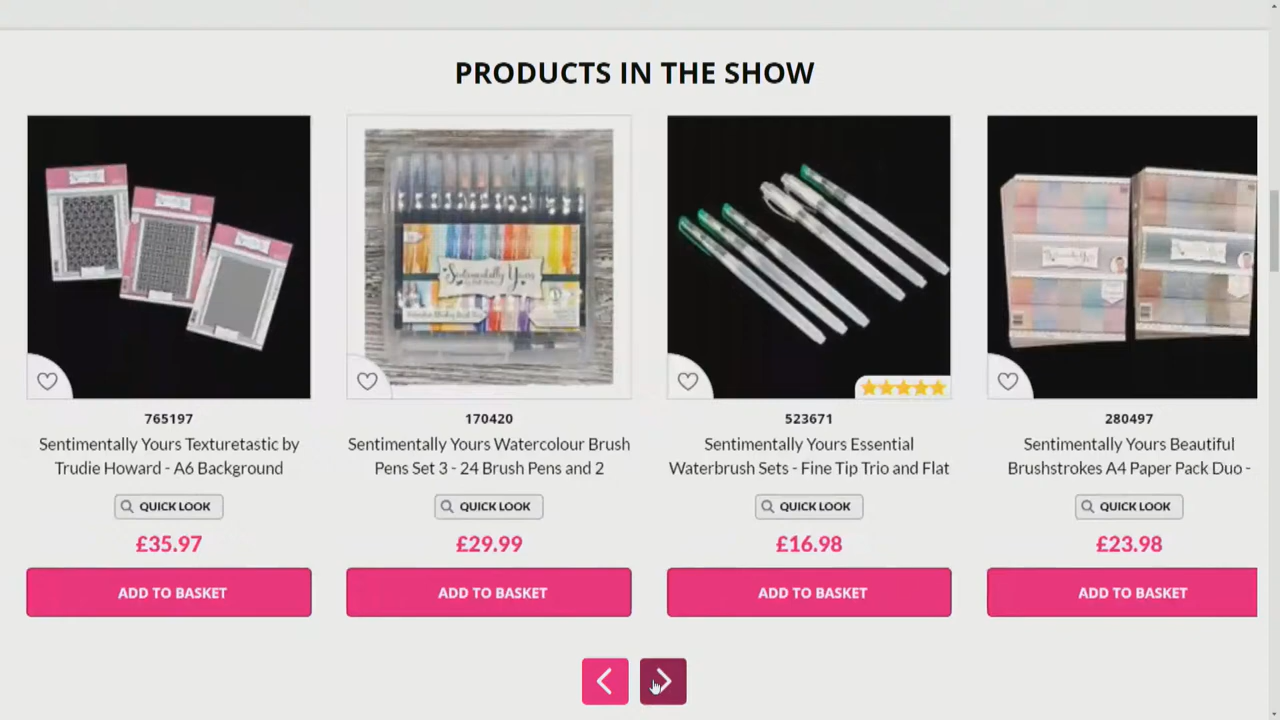 PRODUCTS IN THE SHOW
Sentimentally Yours
765197
Sentimentally Yours Texturetastic by
Trudie Howard - A6 Background
QUICK LOOK
£35.97
ADD TO BASKET
170420
Sentimentally Yours Watercolour Brush
Pens Set 3 - 24 Brush Pens and 2
QUICK LOOK
£29.99
ADD TO BASKET
523671
Sentimentally Yours Essential
Waterbrush Sets - Fine Tip Trio and Flat
QUICK LOOK
£16.98
ADD TO BASKET
280497
Sentimentally Yours Beautiful
Brushstrokes A4 Paper Pack Duo -
QUICK LOOK
£23.98
ADD TO BASKET